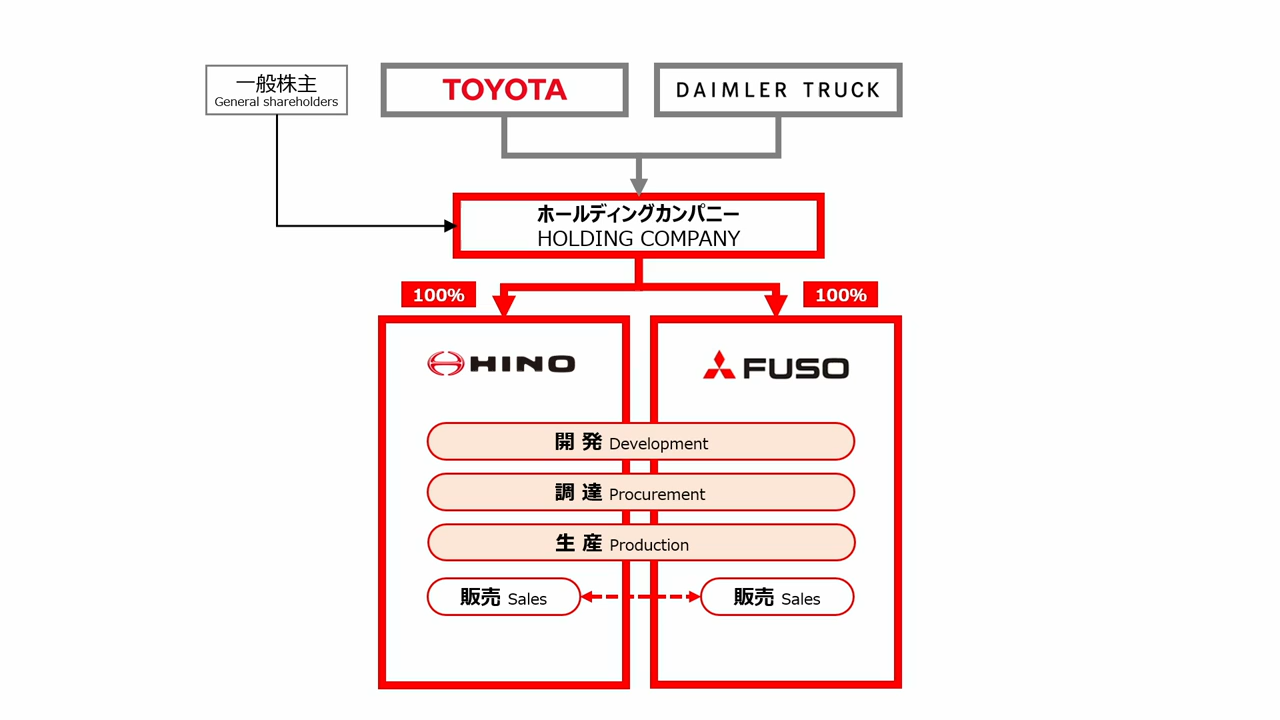 一般株主
General shareholders
TOYOTA
DAIMLER TRUCK
ホールディングカンパニー
HOLDING COMPANY
100%
100%
HINO
FUSO
開 発 Development
調 達 Procurement
生 産 Production
販売 Sales
販売 Sales